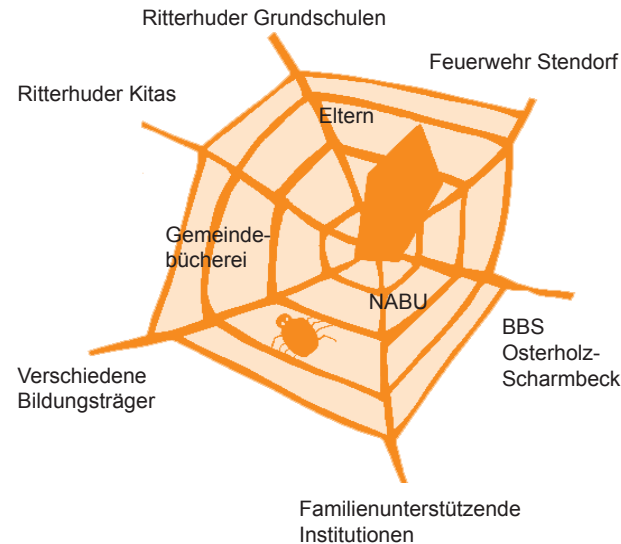 Ritterhuder Grundschulen
Feuerwehr Stendorf
Ritterhuder Kitas
Eltern
Gemeinde-
bücherei
NABU
BBS
Osterholz-
Scharmbeck
Verschiedene
Bildungsträger
Familienunterstützende
Institutionen